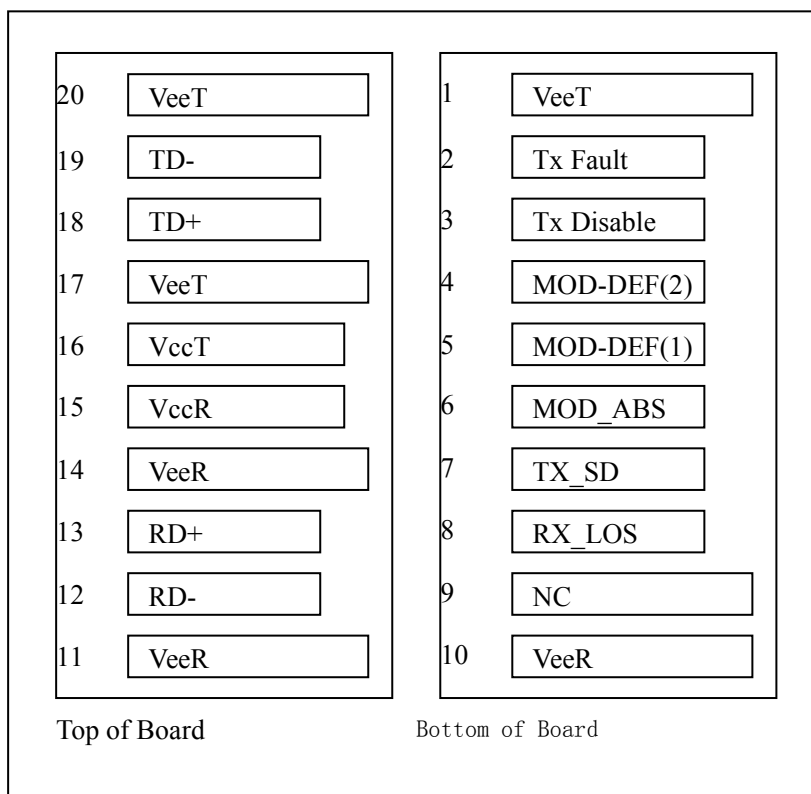 20 VeeT
19 TD-
18 TD+
17 VeeT
16 VccT
15 VccR
14 VeeR
13 RD+
12 RD-
11 VeeR
Top of Board
1 VeeT
2 Tx Fault
3 Tx Disable
4 MOD-DEF(2)
5 MOD-DEF(1)
6 MOD_ABS
7 TX_SD
8 RX_LOS
9 NC
10 VeeR
Bottom of Board